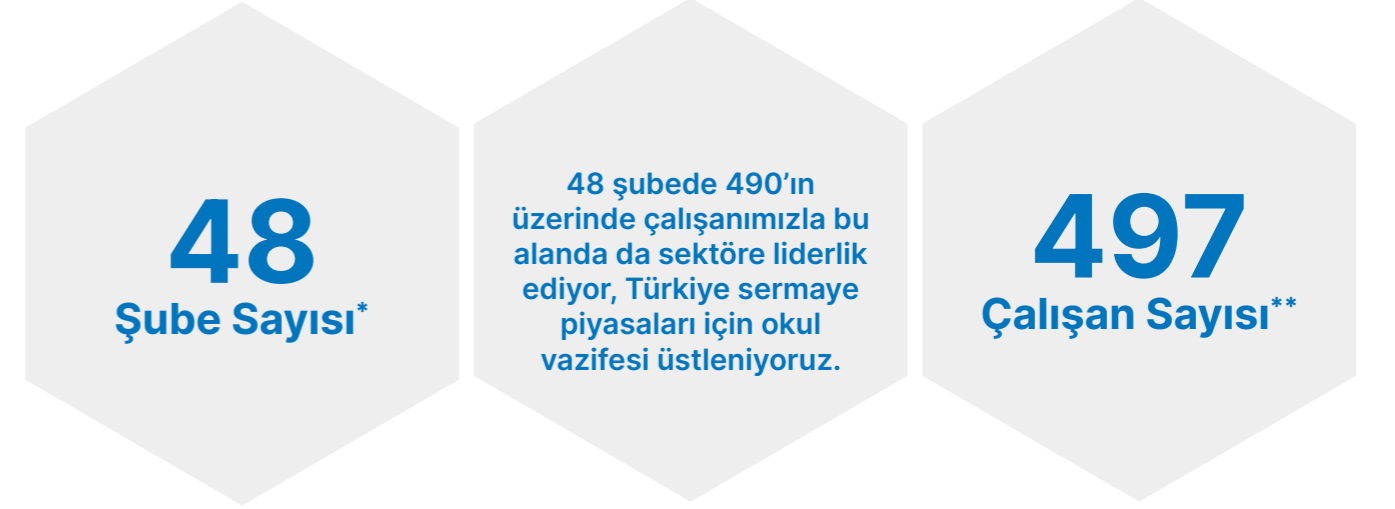 48
Şube Sayısı*
48 şubede 490’ın
üzerinde çalışanımızla bu
alanda da sektöre liderlik
ediyor, Türkiye sermaye
piyasaları için okul
vazifesi üstleniyoruz.
497
Çalışan Sayısı**